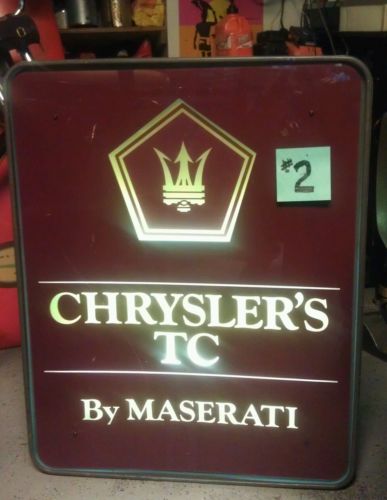 #2
CHRYSLER'S
TC
By MASERATI